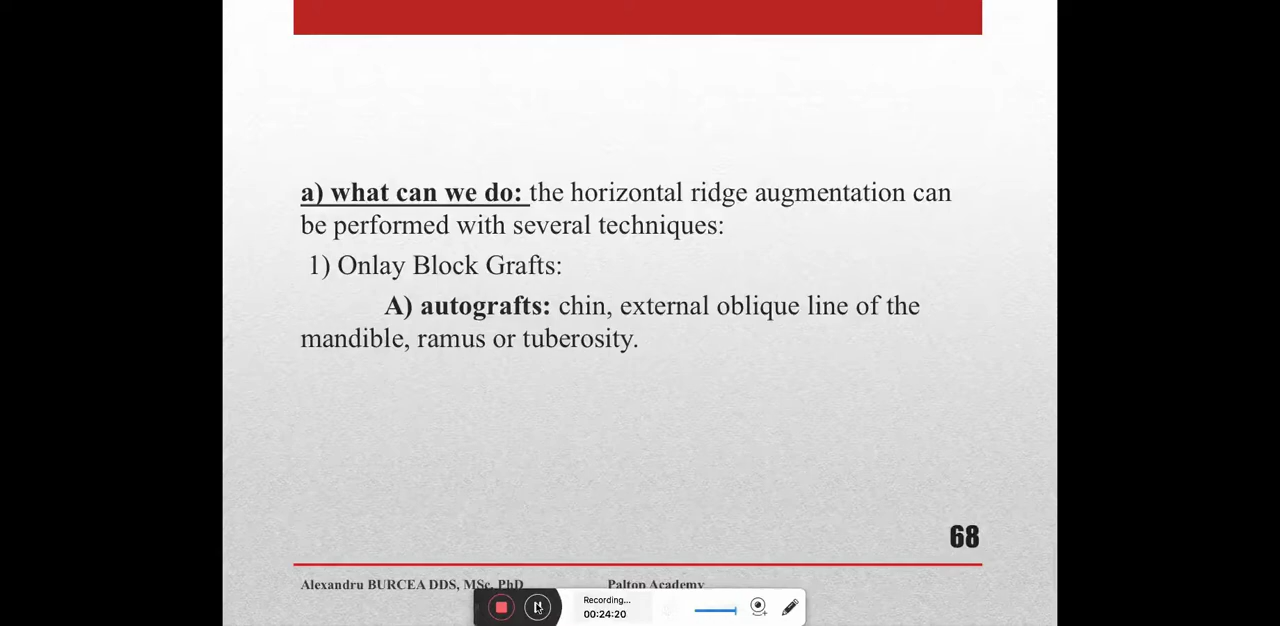 a) what can we do: the horizontal ridge augmentation can
be performed with several techniques:
1) Onlay Block Grafts:
A) autografts: chin, external oblique line of the
mandible, ramus or tuberosity.
68
Alexandru BURCEA DDS, MSc, PhD
Palton Academy
Recording...
00:24:20